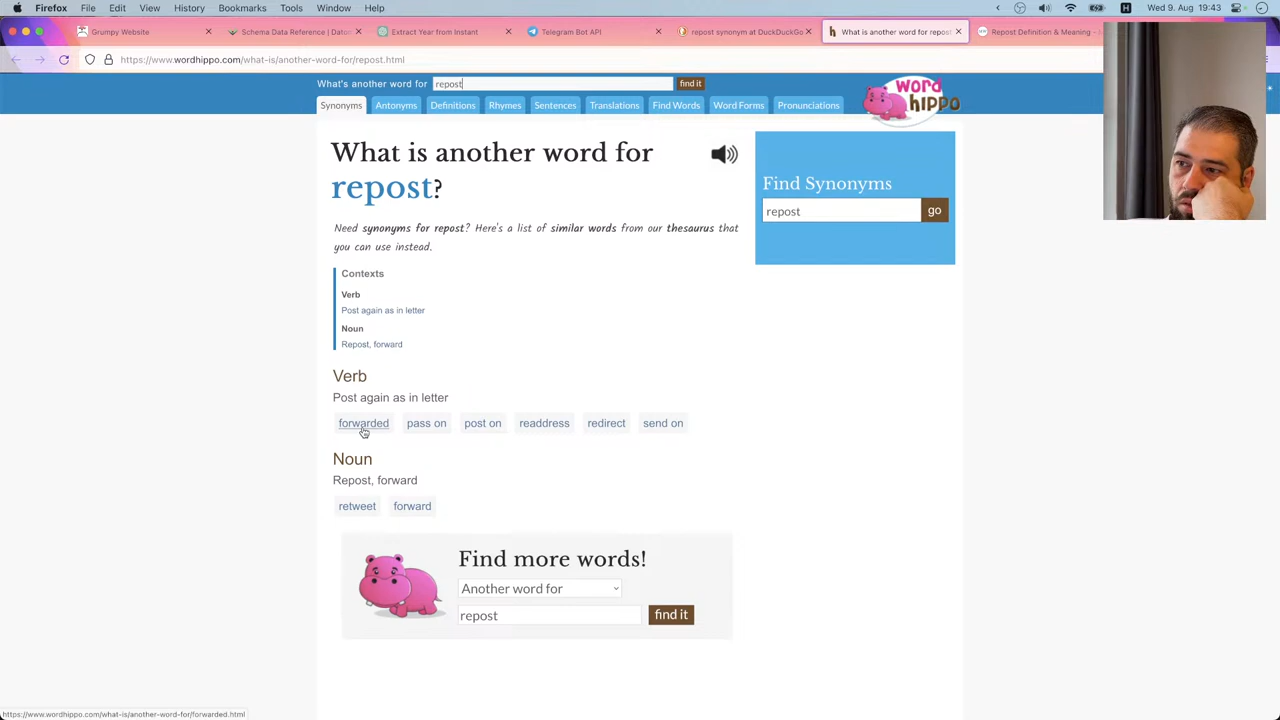 Firefox File Edit View History Bookmarks Tools Window Help
Wed 9. Aug 19:43
Grumpy Website
Schema Data Reference | Dato
Extract Year from Instant
Telegram Bot API
repost synonym at DuckDuckGo
What is another word for repost
Repost Definition & Meaning -
https://www.wordhippo.com/what-is/another-word-for/repost.html
What's another word for repost find it
word hippo
Synonyms Antonyms Definitions Rhymes Sentences Translations Find Words Word Forms Pronunciations
What is another word for
repost?
Need synonyms for repost? Here's a list of similar words from our thesaurus that
you can use instead.
Contexts
Verb
Post again as in letter
Noun
Repost, forward
Find Synonyms
repost go
Verb
Post again as in letter
forwarded pass on post on readdress redirect send on
Noun
Repost, forward
retweet forward
Find more words!
Another word for
repost find it
https://www.wordhippo.com/what-is/another-word-for/forwarded.html